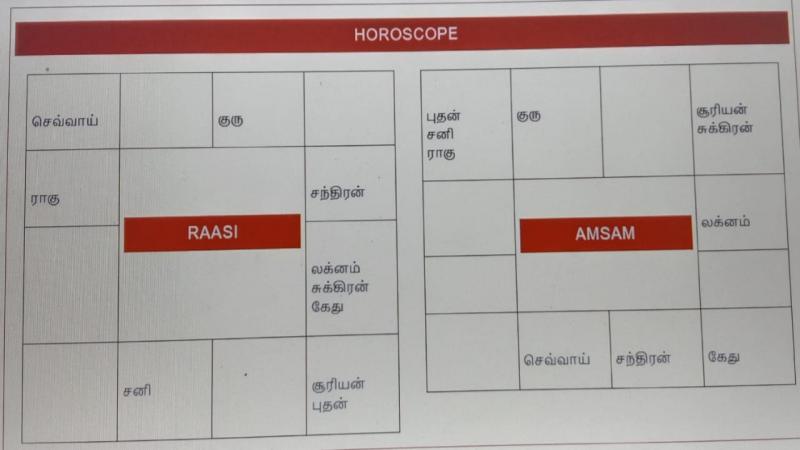 HOROSCOPE
செவ்வாய்
குரு
ராகு
சந்திரன்
RAASI
லக்னம்
சுக்கிரன்
கேது
சனி
சூரியன்
புதன்
புதன்
சனி
ராகு
குரு
சூரியன்
சுக்கிரன்
AMSAM
லக்னம்
செவ்வாய்
சந்திரன்
கேது